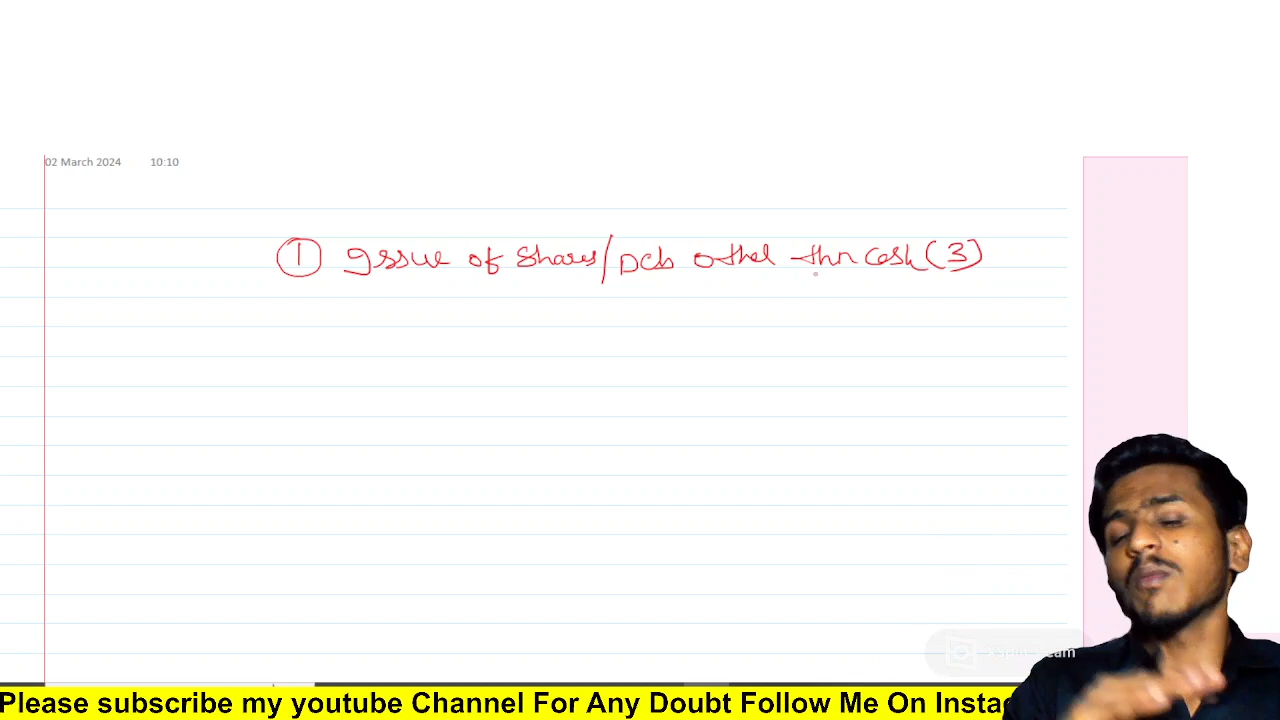 02 March 2024 10:10
① Issue of Shares/Deb other thn cash (3)
Please subscribe my youtube Channel For Any Doubt Follow Me On Insta